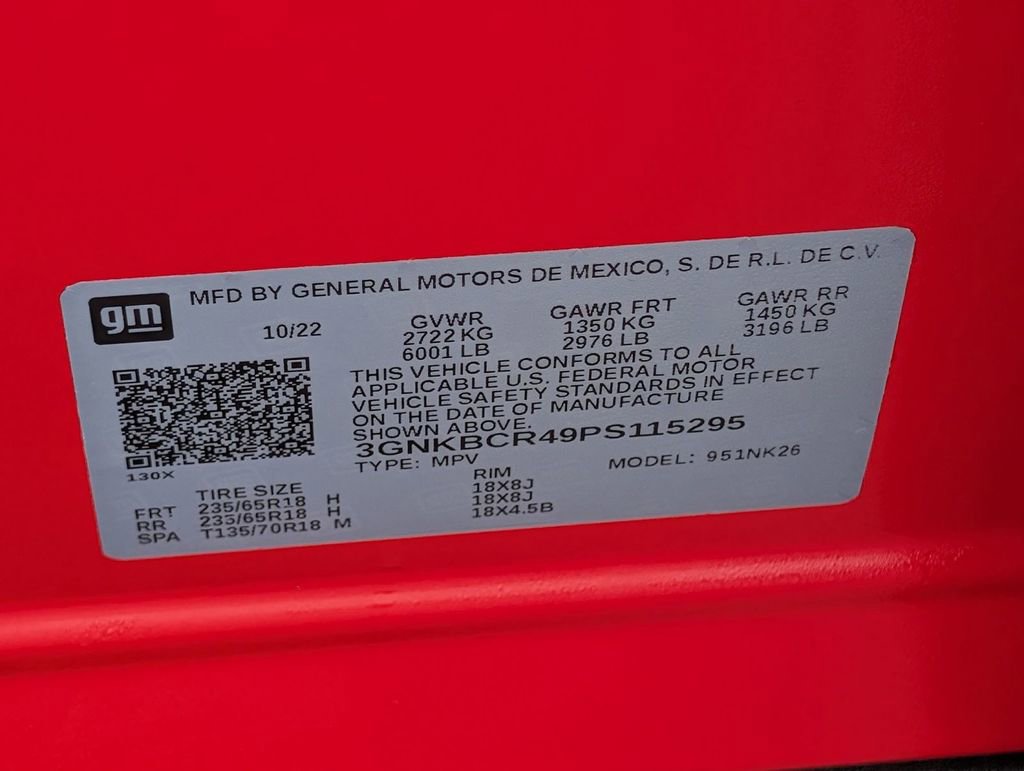 gm
MFD BY GENERAL MOTORS DE MEXICO, S. DE R.L. DE C.V.
10/22
GVWR
2722 KG
6001 LB
GAWR FRT
1350 KG
2976 LB
GAWR RR
1450 KG
3196 LB
THIS VEHICLE CONFORMS TO ALL
APPLICABLE U.S. FEDERAL MOTOR
VEHICLE SAFETY STANDARDS IN EFFECT
ON THE DATE OF MANUFACTURE
SHOWN ABOVE.
3GNKBCR49PS115295
TYPE: MPV
MODEL: 951NK26
130X
TIRE SIZE
RIM
FRT 235/65R18 H 18X8J
RR 235/65R18 H 18X8J
SPA T135/70R18 M 18X4.5B